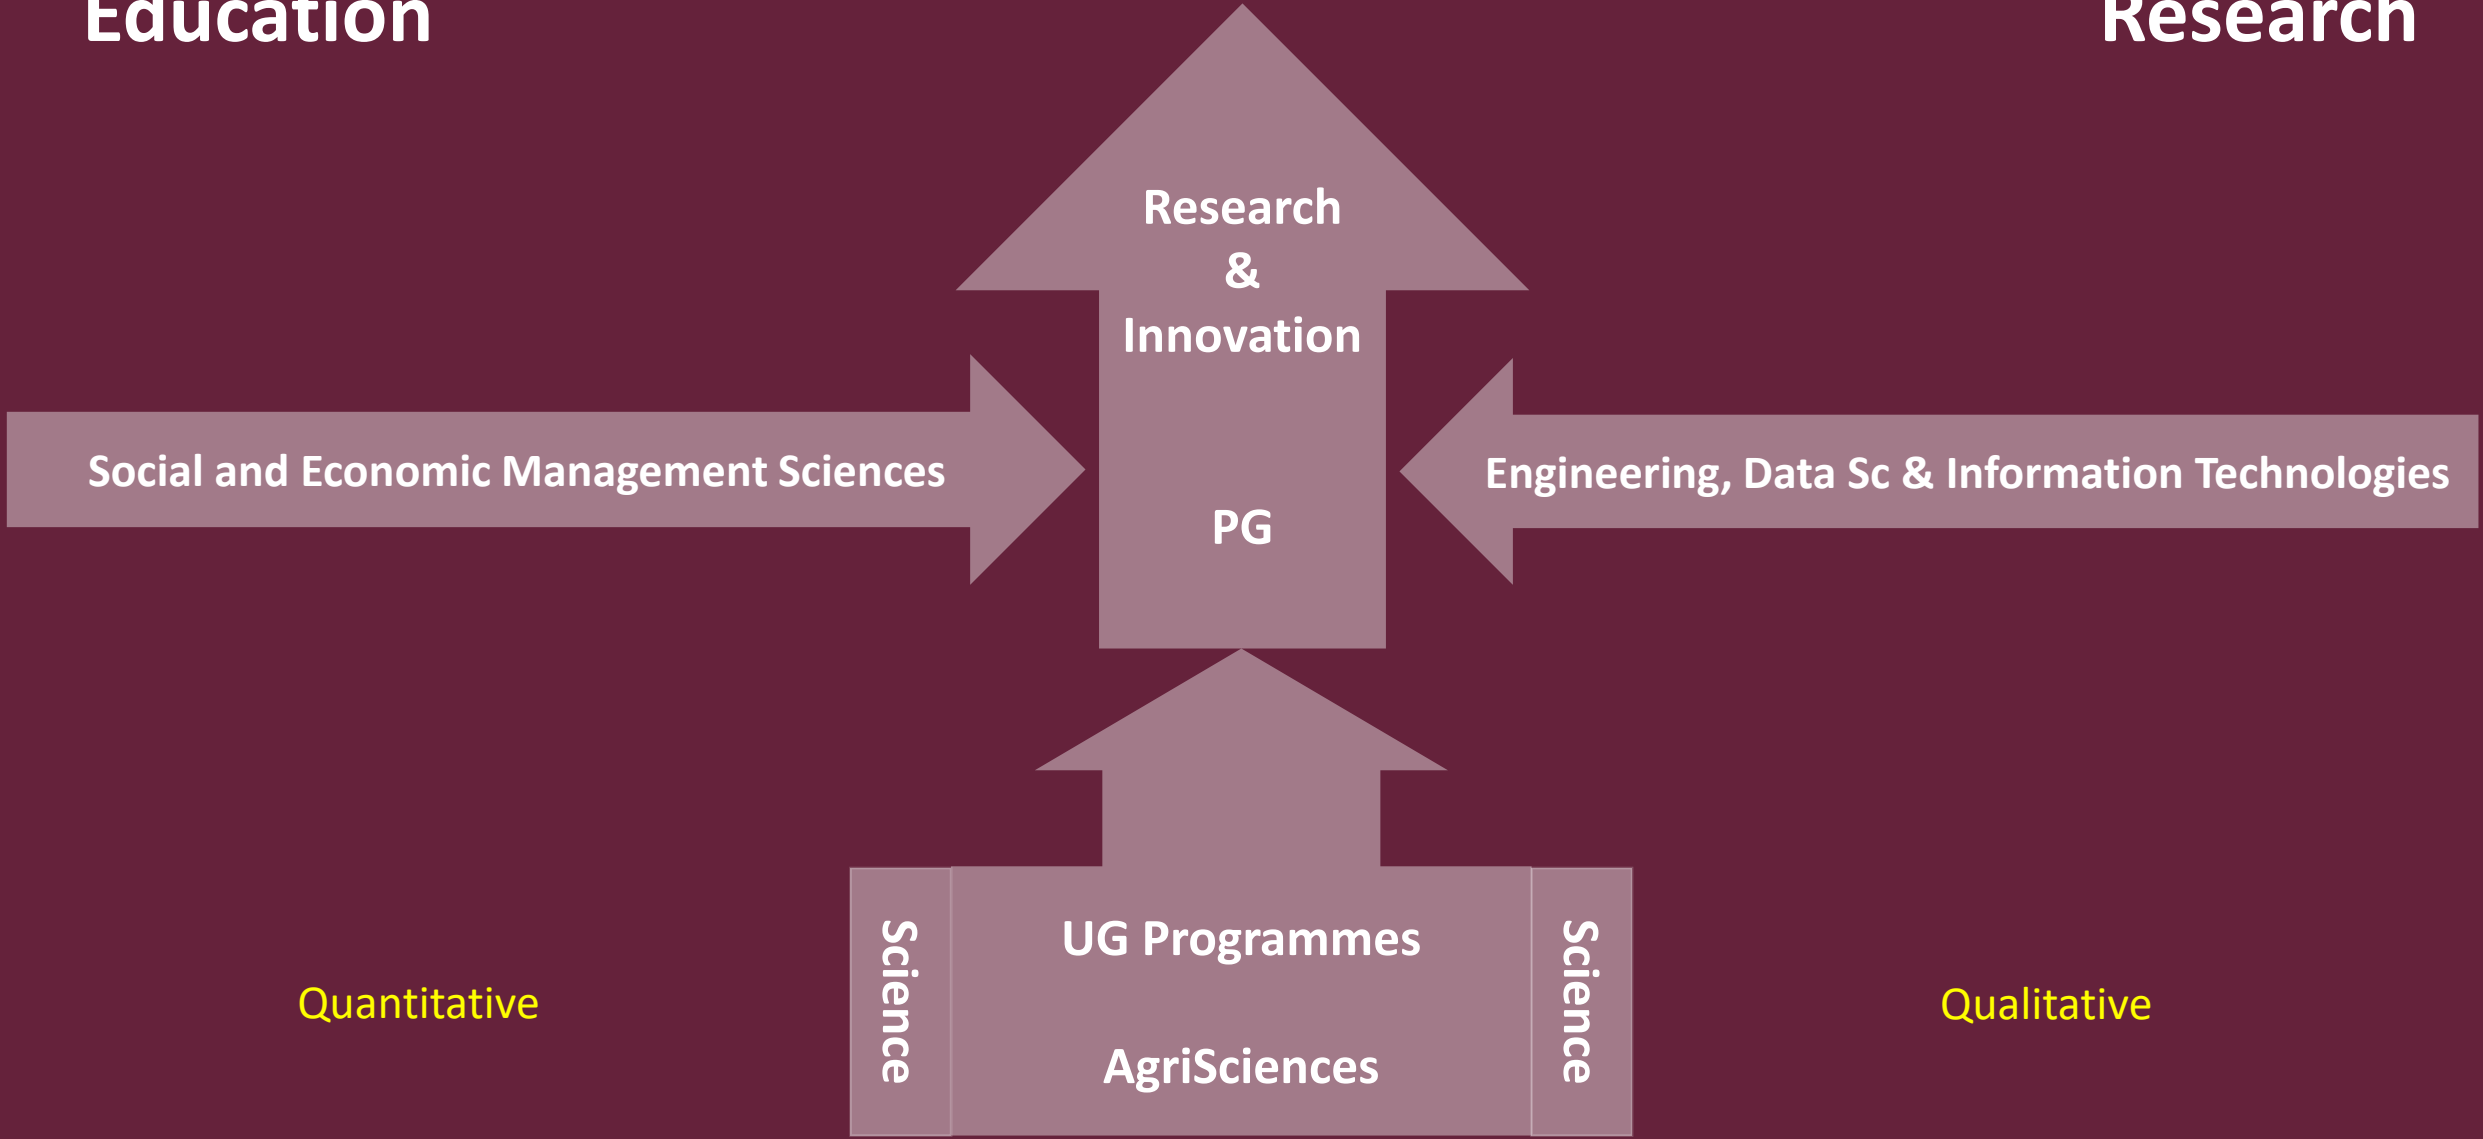 Education
Research
Research
&
Innovation
PG
Social and Economic Management Sciences
Engineering, Data Sc & Information Technologies
UG Programmes
AgriSciences
Science
Science
Quantitative
Qualitative